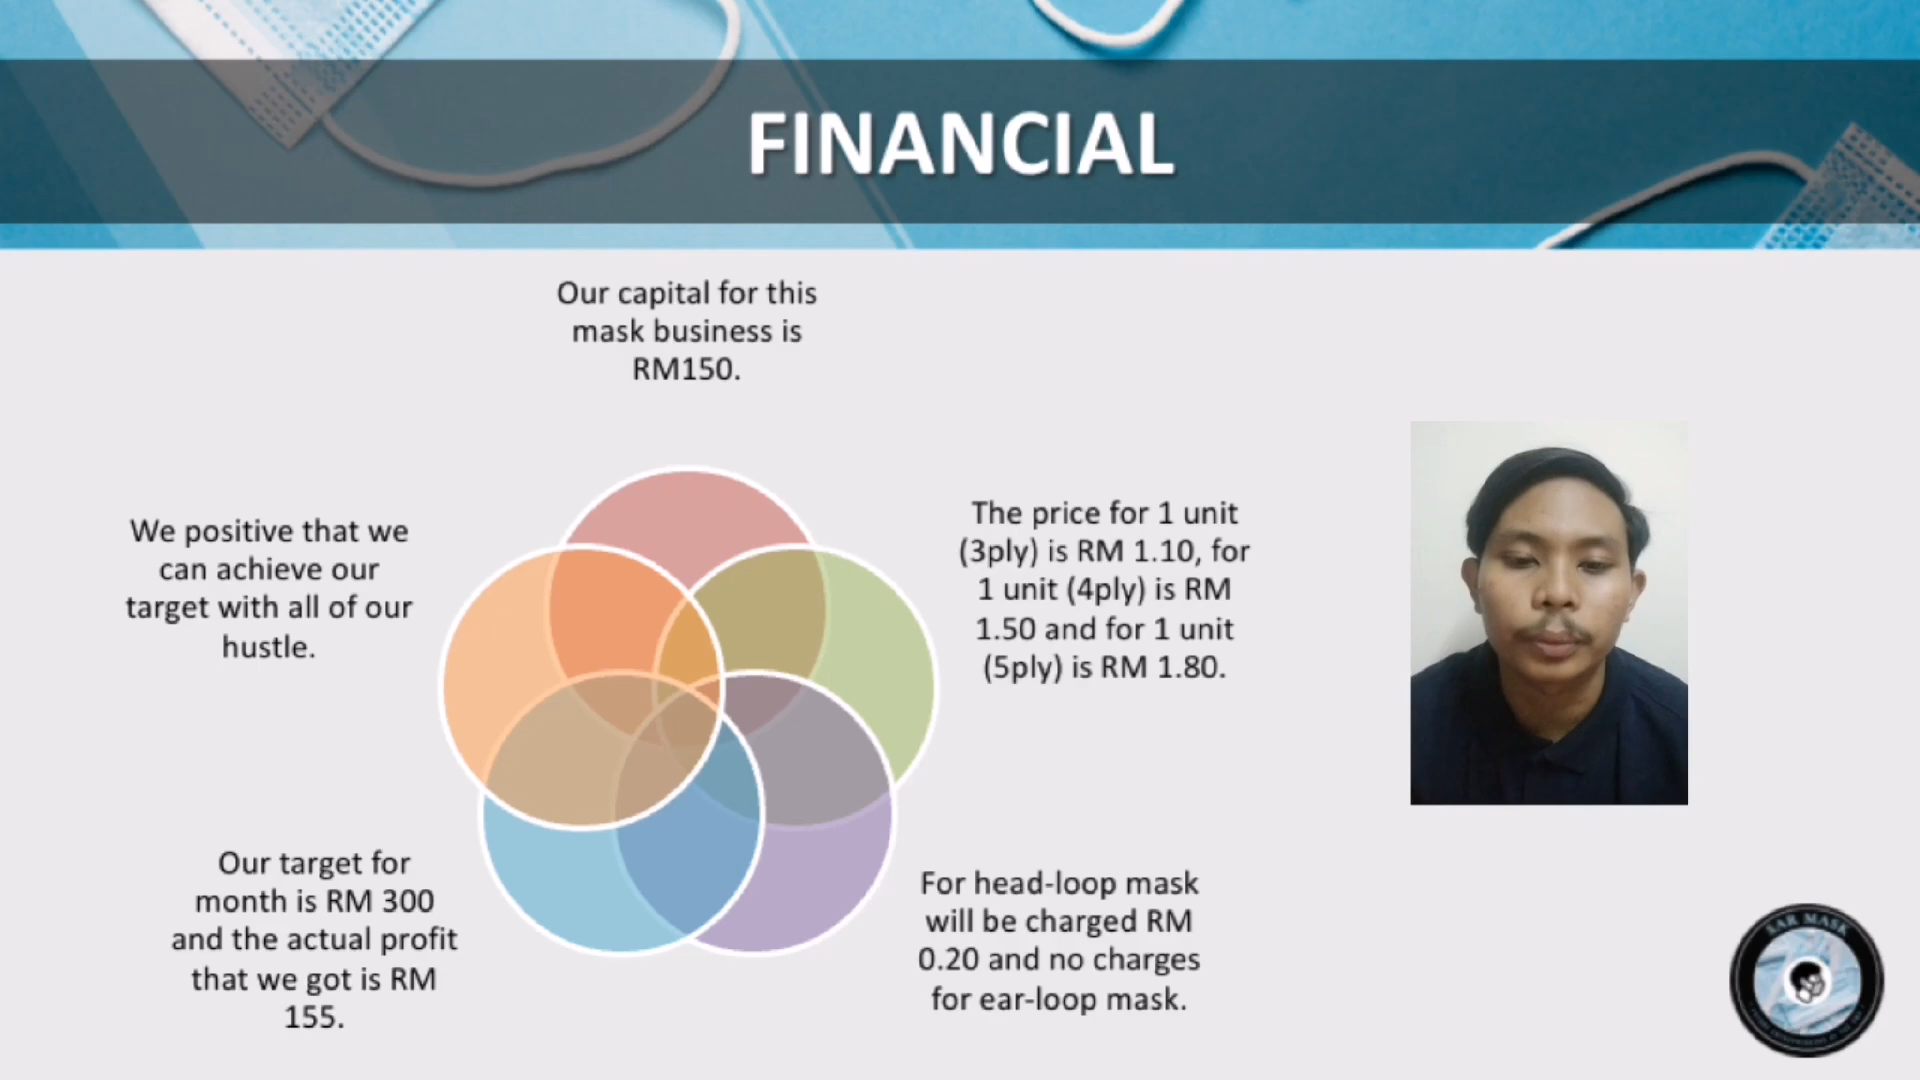 FINANCIAL
Our capital for this
mask business is
RM150.
The price for 1 unit
(3ply) is RM 1.10, for
1 unit (4ply) is RM
1.50 and for 1 unit
(5ply) is RM 1.80.
For head-loop mask
will be charged RM
0.20 and no charges
for ear-loop mask.
Our target for
month is RM 300
and the actual profit
that we got is RM
155.
We positive that we
can achieve our
target with all of our
hustle.